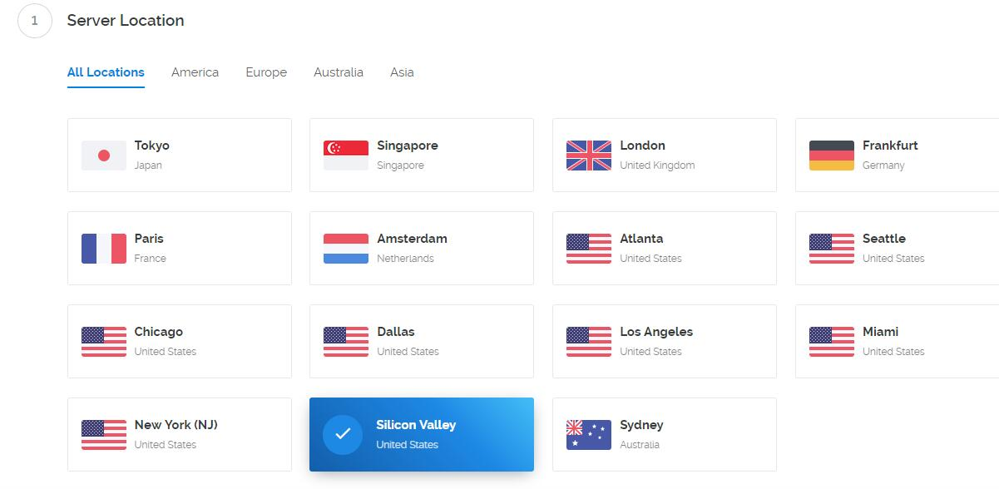 1
Server Location
All Locations
America
Europe
Australia
Asia
Tokyo
Japan
Singapore
Singapore
London
United Kingdom
Frankfurt
Germany
Paris
France
Amsterdam
Netherlands
Atlanta
United States
Seattle
United States
Chicago
United States
Dallas
United States
Los Angeles
United States
Miami
United States
New York (NJ)
United States
Silicon Valley
United States
Sydney
Australia